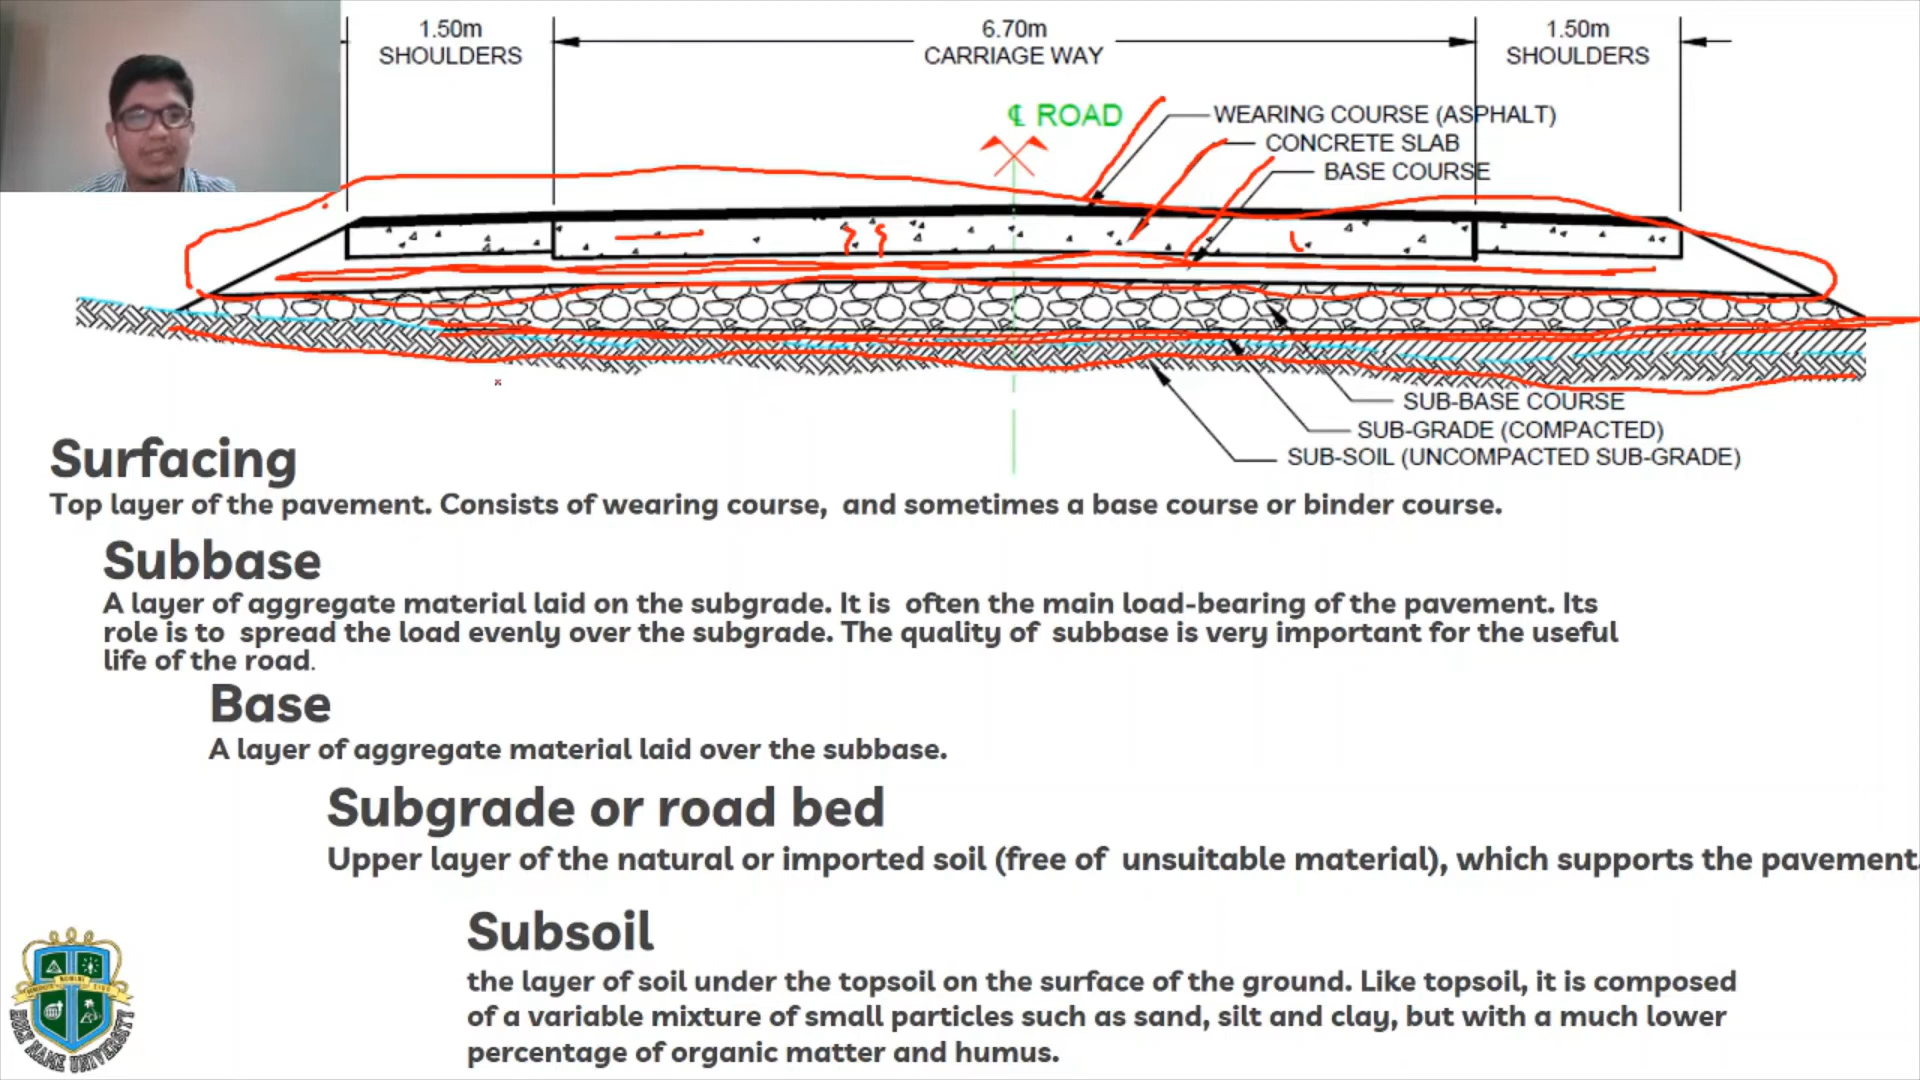 1.50m
SHOULDERS
6.70m
CARRIAGE WAY
1.50m
SHOULDERS
℄ ROAD
WEARING COURSE (ASPHALT)
CONCRETE SLAB
BASE COURSE
SUB-BASE COURSE
SUB-GRADE (COMPACTED)
SUB-SOIL (UNCOMPACTED SUB-GRADE)
Surfacing
Top layer of the pavement. Consists of wearing course, and sometimes a base course or binder course.
Subbase
A layer of aggregate material laid on the subgrade. It is often the main load-bearing of the pavement. Its
role is to spread the load evenly over the subgrade. The quality of subbase is very important for the useful
life of the road.
Base
A layer of aggregate material laid over the subbase.
Subgrade or road bed
Upper layer of the natural or imported soil (free of unsuitable material), which supports the pavement.
Subsoil
the layer of soil under the topsoil on the surface of the ground. Like topsoil, it is composed
of a variable mixture of small particles such as sand, silt and clay, but with a much lower
percentage of organic matter and humus.